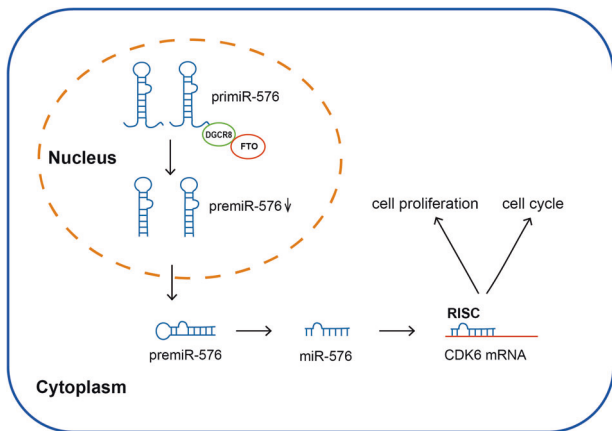 primiR-576
DGCR8
FTO
Nucleus
premiR-576↓
cell proliferation
cell cycle
RISC
premiR-576
miR-576
CDK6 mRNA
Cytoplasm